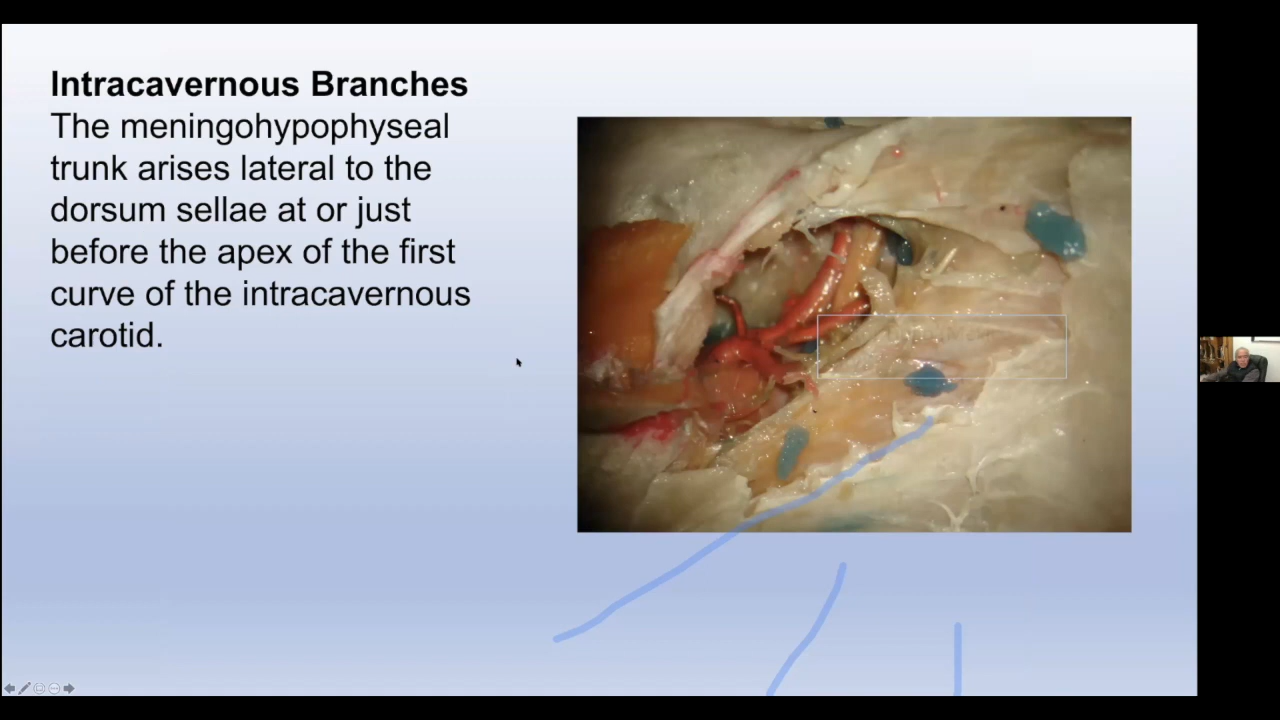 Intracavernous Branches
The meningohypophyseal
trunk arises lateral to the
dorsum sellae at or just
before the apex of the first
curve of the intracavernous
carotid.